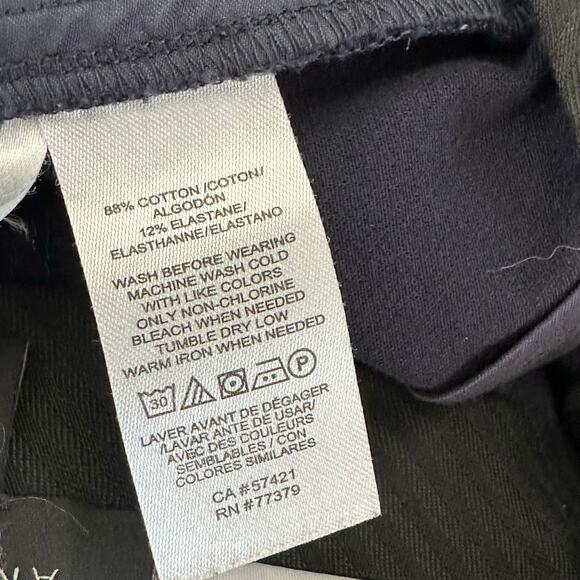 88% COTTON /COTON/
ALGODÓN
12% ELASTANE/
ELASTHANNE/ELASTANO
WASH BEFORE WEARING
MACHINE WASH COLD
WITH LIKE COLORS
ONLY NON-CHLORINE
BLEACH WHEN NEEDED
TUMBLE DRY LOW
WARM IRON WHEN NEEDED
30 P
LAVER AVANT DE DÉGAGER
/LAVAR ANTE DE USAR/
AVEC DES COULEURS
SEMBLABLES / CON
COLORES SIMILARES
CA #57421
RN #77379